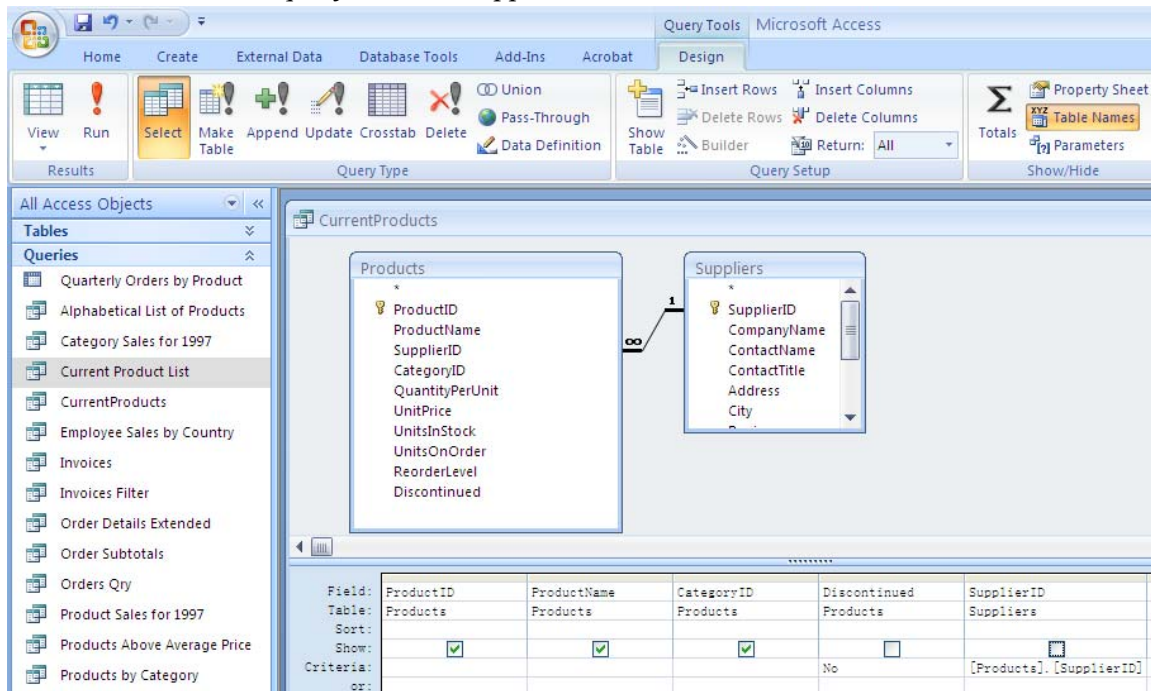 Query Tools Microsoft Access
Home Create External Data Database Tools Add-Ins Acrobat Design
View
Run
Select
Make Table
Append
Update
Crosstab
Delete
Union
Pass-Through
Data Definition
Show Table
Insert Rows
Delete Rows
Builder
Insert Columns
Delete Columns
Return: All
Totals
Property Sheet
XYZ Table Names
Parameters
Results Query Type Query Setup Show/Hide
All Access Objects
Tables
Queries
Quarterly Orders by Product
Alphabetical List of Products
Category Sales for 1997
Current Product List
CurrentProducts
Employee Sales by Country
Invoices
Invoices Filter
Order Details Extended
Order Subtotals
Orders Qry
Product Sales for 1997
Products Above Average Price
Products by Category
CurrentProducts
Products
*
ProductID
ProductName
SupplierID
CategoryID
QuantityPerUnit
UnitPrice
UnitsInStock
UnitsOnOrder
ReorderLevel
Discontinued
∞ 1
Suppliers
*
SupplierID
CompanyName
ContactName
ContactTitle
Address
City
Field: ProductID ProductName CategoryID Discontinued SupplierID
Table: Products Products Products Products Suppliers
Sort:
Show:
Criteria: No [Products].[SupplierID]
or: